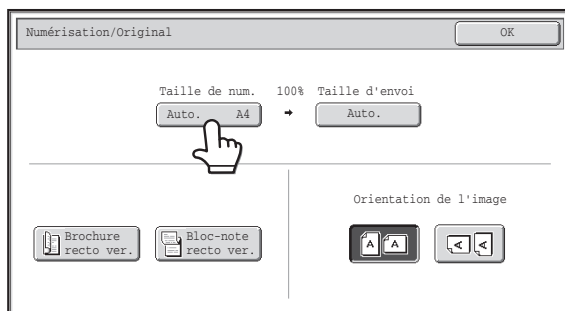 Numérisation/Original OK
Taille de num. 100% Taille d'envoi
Auto. A4 Auto.
Orientation de l'image
Brochure
recto ver.
Bloc-note
recto ver.
A A A A